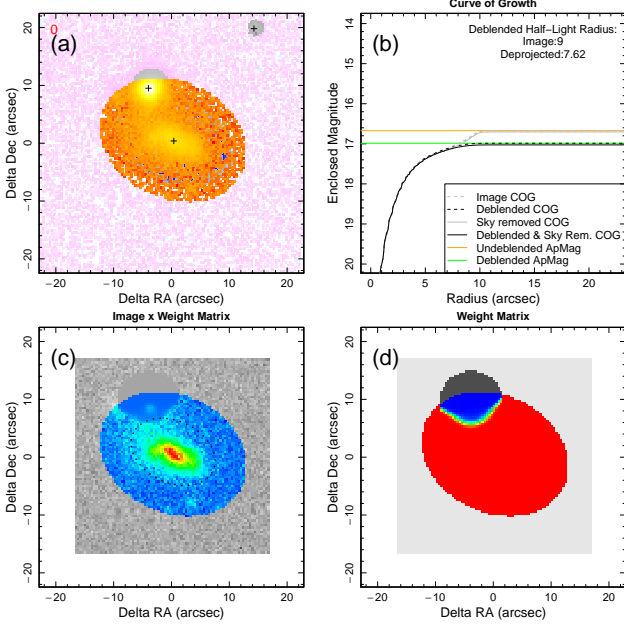 (a)
0
Delta Dec (arcsec)
20
10
0
−10
−20
−20
−10
0
10
20
Delta RA (arcsec)
Curve of Growth
(b)
Deblended Half−Light Radius:
Image:9
Deprojected:7.62
Enclosed Magnitude
14
15
16
17
18
19
20
Image COG
Deblended COG
Sky removed COG
Deblended & Sky Rem. COG
Undeblended ApMag
Deblended ApMag
0
5
10
15
20
Radius (arcsec)
Image x Weight Matrix
(c)
Delta Dec (arcsec)
20
10
0
−10
−20
−20
−10
0
10
20
Delta RA (arcsec)
Weight Matrix
(d)
Delta Dec (arcsec)
20
10
0
−10
−20
−20
−10
0
10
20
Delta RA (arcsec)